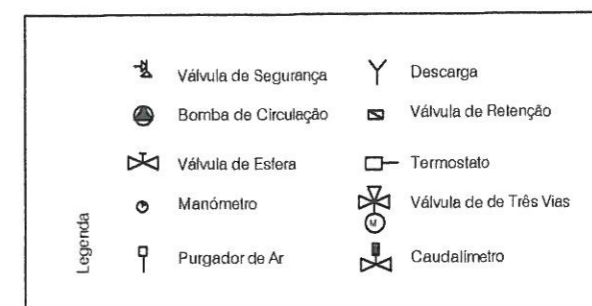 Válvula de Segurança
Descarga
Bomba de Circulação
Válvula de Retenção
Válvula de Esfera
Termostato
Manómetro
Válvula de de Três Vias
M
Purgador de Ar
Caudalimetro
Legenda